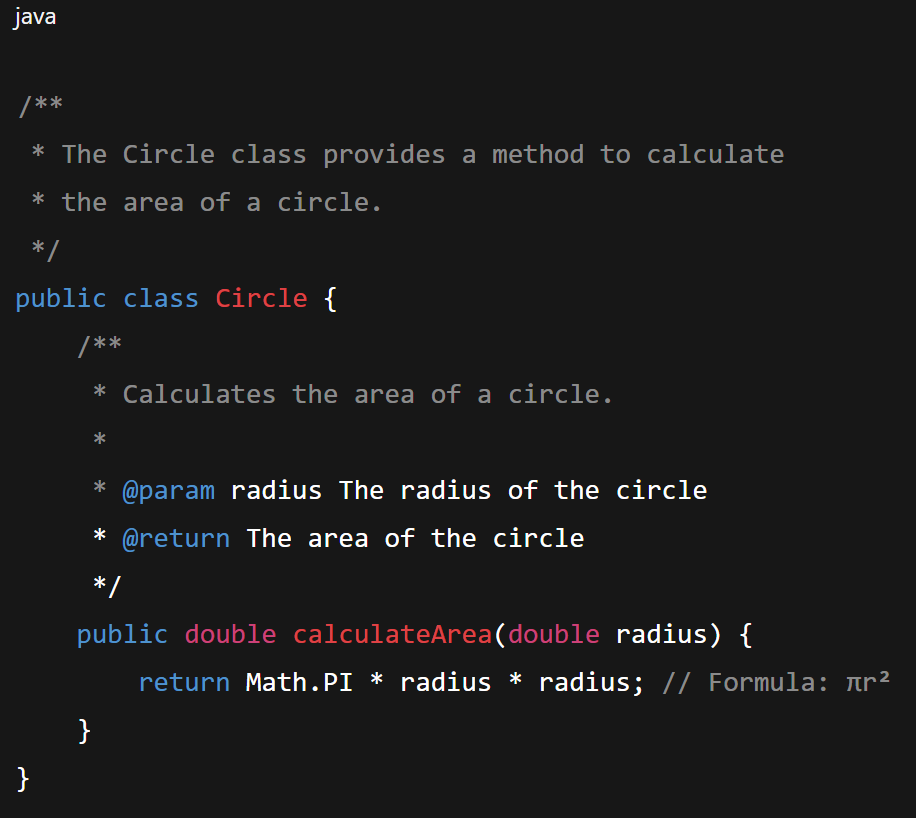 java
/**
 * The Circle class provides a method to calculate
 * the area of a circle.
 */
public class Circle {
    /**
     * Calculates the area of a circle.
     *
     * @param radius The radius of the circle
     * @return The area of the circle
     */
    public double calculateArea(double radius) {
        return Math.PI * radius * radius; // Formula: πr²
    }
}